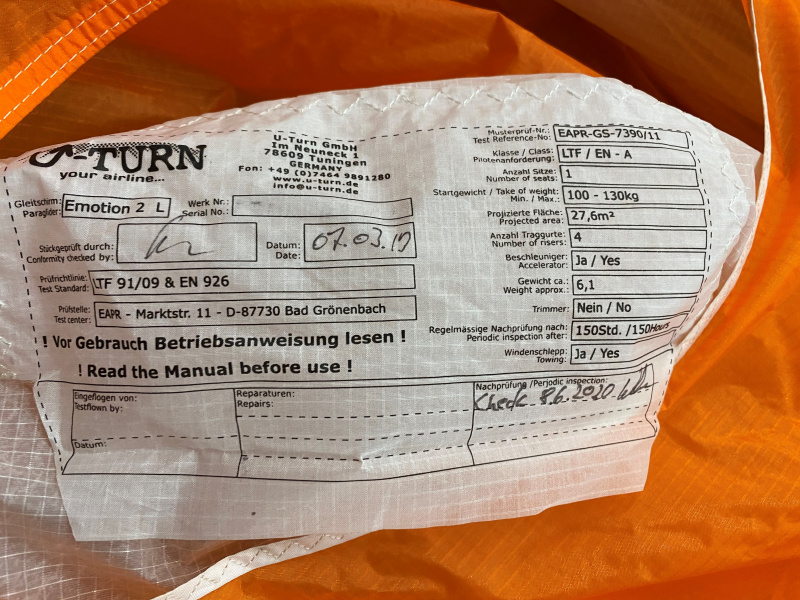 U-TURN
your airline...
U-Turn GmbH
Im Neuneck 1
78609 Tuningen
GERMANY
Fon: +49 (0)7464 9891280
www.u-turn.de
info@u-turn.de
Gleitschirm:
Paraglider:
Emotion 2 L
Werk Nr.:
Serial No.:
Stückgeprüft durch:
Conformity checked by:
Datum:
Date:
07.03.17
Prüfrichtlinie:
Test Standard:
LTF 91/09 & EN 926
Prüfstelle:
Test center:
EAPR - Marktstr. 11 - D-87730 Bad Grönenbach
! Vor Gebrauch Betriebsanweisung lesen !
! Read the Manual before use !
Musterprüf-Nr.:
Test Reference-No:
EAPR-GS-7390/11
Klasse / Class:
Pilotenanforderung:
LTF / EN - A
Anzahl Sitze:
Number of seats:
1
Startgewicht / Take of weight:
Min. / Max.:
100 - 130kg
Projizierte Fläche:
Projected area:
27,6m²
Anzahl Traggurte:
Number of risers:
4
Beschleuniger:
Accelerator:
Ja / Yes
Gewicht ca.:
Weight approx.:
6,1
Trimmer:
Nein / No
Regelmässige Nachprüfung nach:
Periodic inspection after:
150Std. /150Hours
Windenschlepp:
Towing:
Ja / Yes
Eingeflogen von:
Testflown by:
Datum:
Reparaturen:
Repairs:
Nachprüfung /Periodic inspection:
Check 8.6.2020